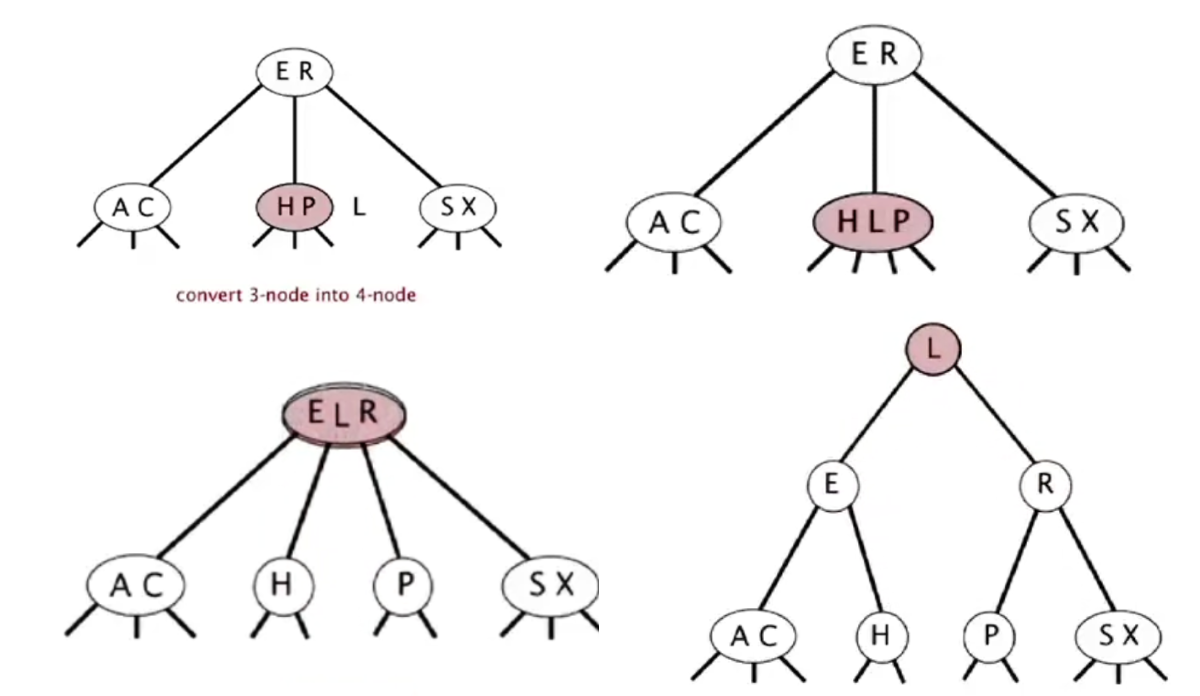 E R
A C
H P
L
S X
convert 3-node into 4-node
E R
A C
H L P
S X
E L R
A C
H
P
S X
L
E
R
A C
H
P
S X